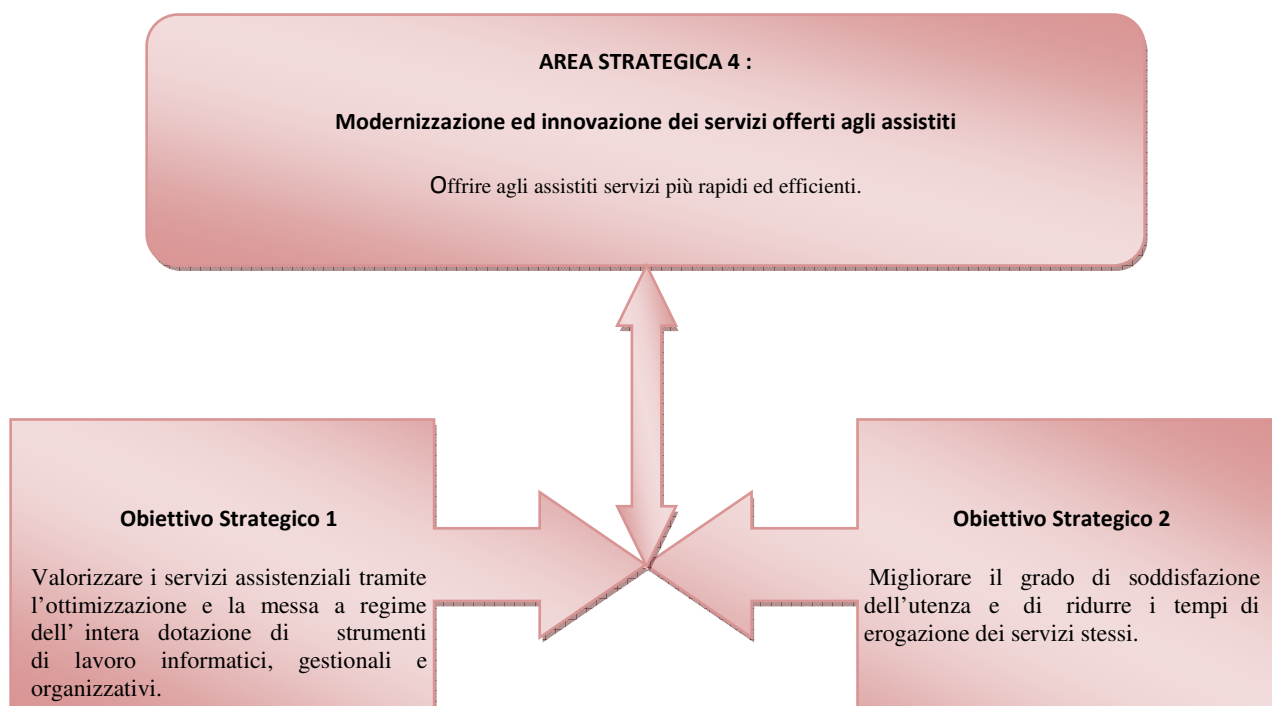 AREA STRATEGICA 4 :
Modernizzazione ed innovazione dei servizi offerti agli assistiti
Offrire agli assistiti servizi più rapidi ed efficienti.
Obiettivo Strategico 1
Valorizzare i servizi assistenziali tramite
l’ottimizzazione e la messa a regime
dell’ intera dotazione di strumenti
di lavoro informatici, gestionali e
organizzativi.
Obiettivo Strategico 2
Migliorare il grado di soddisfazione
dell’utenza e di ridurre i tempi di
erogazione dei servizi stessi.